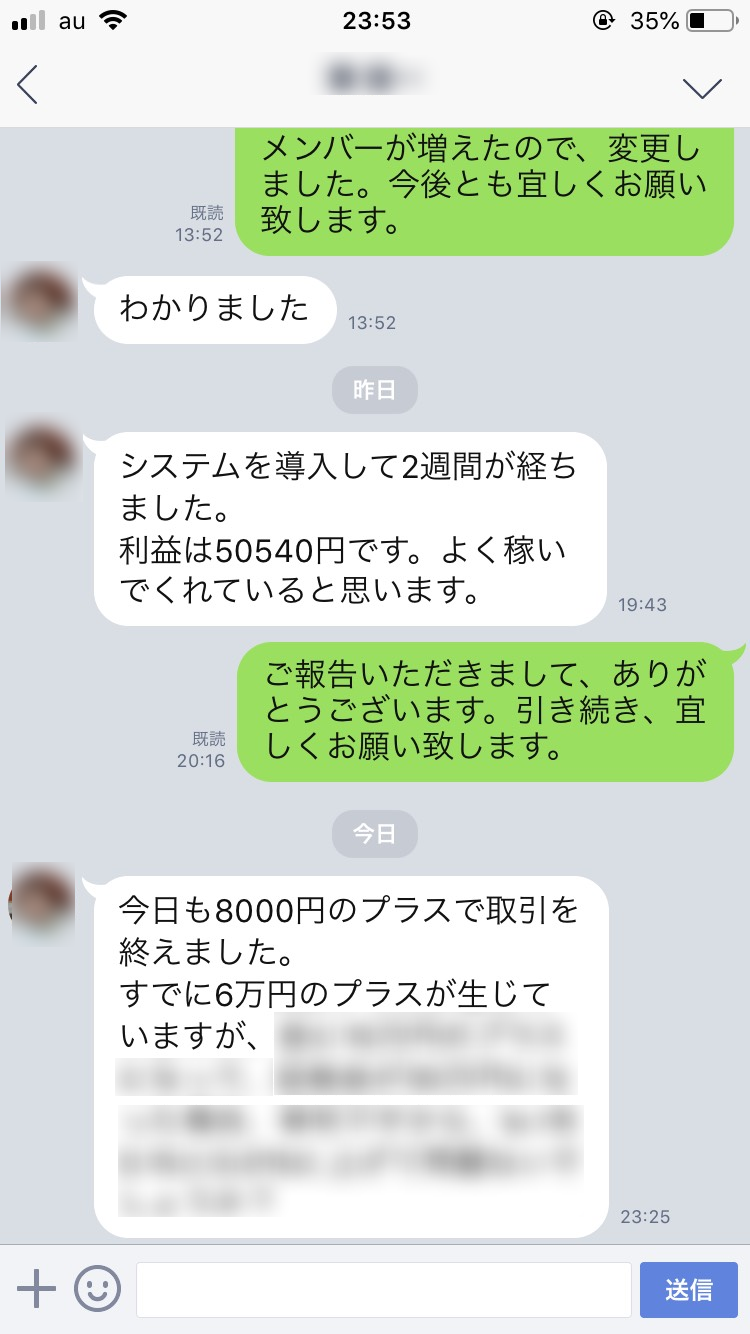 au
23:53
35%
メンバーが増えたので、変更し
ました。今後とも宜しくお願い
致します。
既読
13:52
わかりました
13:52
昨日
システムを導入して2週間が経ち
ました。
利益は50540円です。よく稼い
でくれていると思います。
19:43
ご報告いただきまして、ありが
とうございます。引き続き、宜
しくお願い致します。
既読
20:16
今日
今日も8000円のプラスで取引を
終えました。
すでに6万円のプラスが生じて
いますが、
23:25
送信